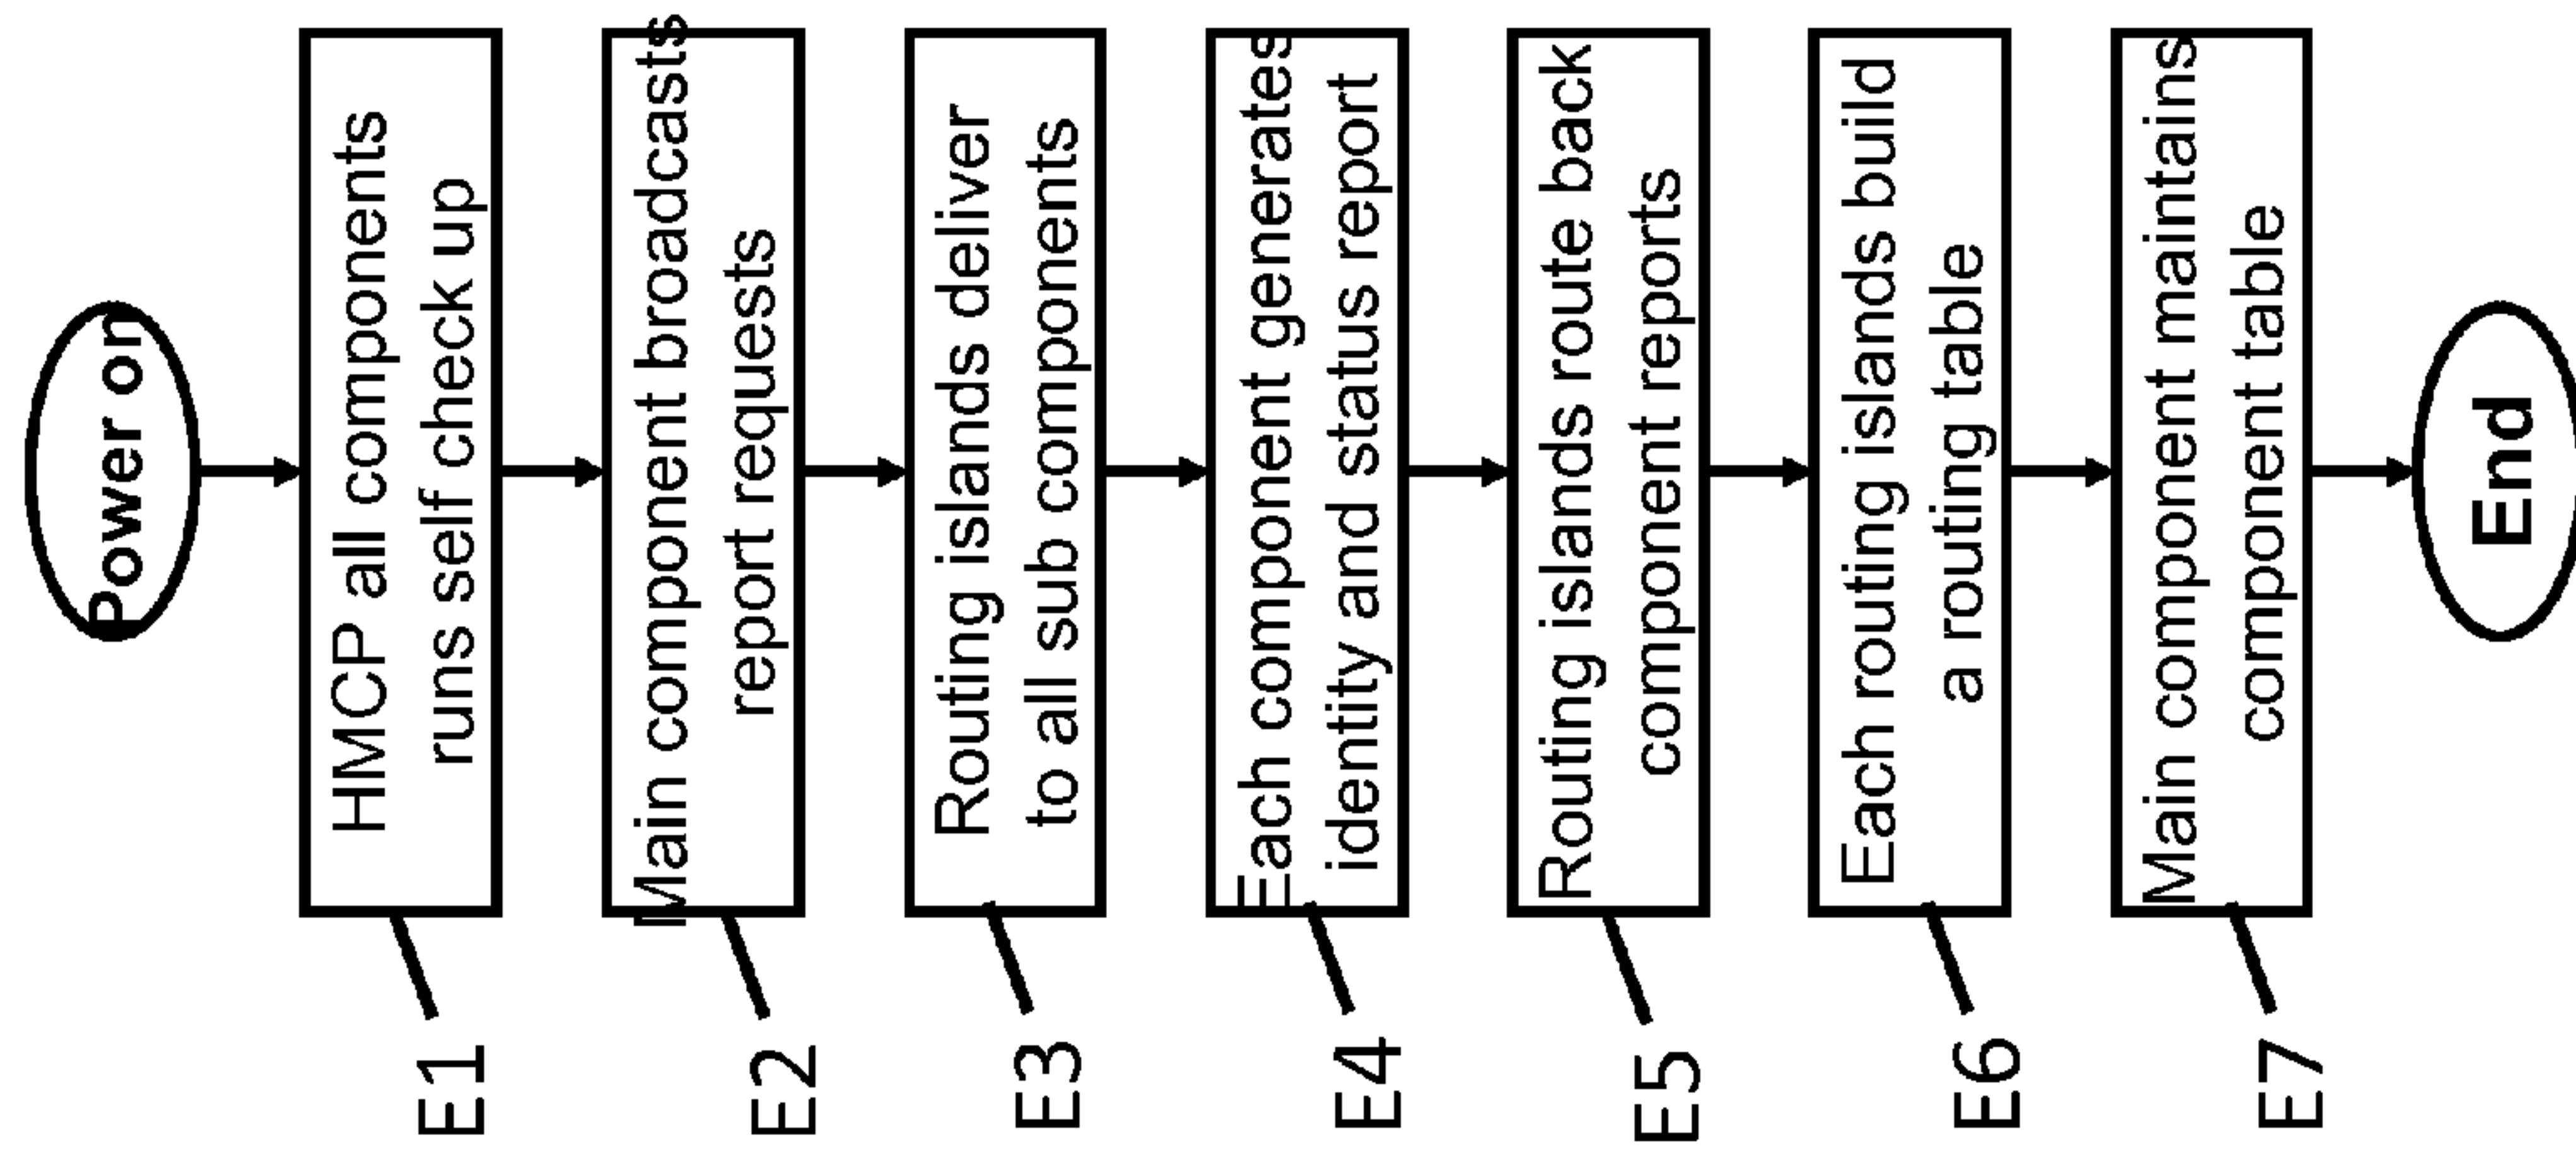 Power on
HMCP all components
runs self check up
E1
Main component broadcasts
report requests
E2
Routing islands deliver
to all sub components
E3
Each component generates
identity and status report
E4
Routing islands route back
component reports
E5
Each routing islands build
a routing table
E6
Main component maintains
component table
E7
End